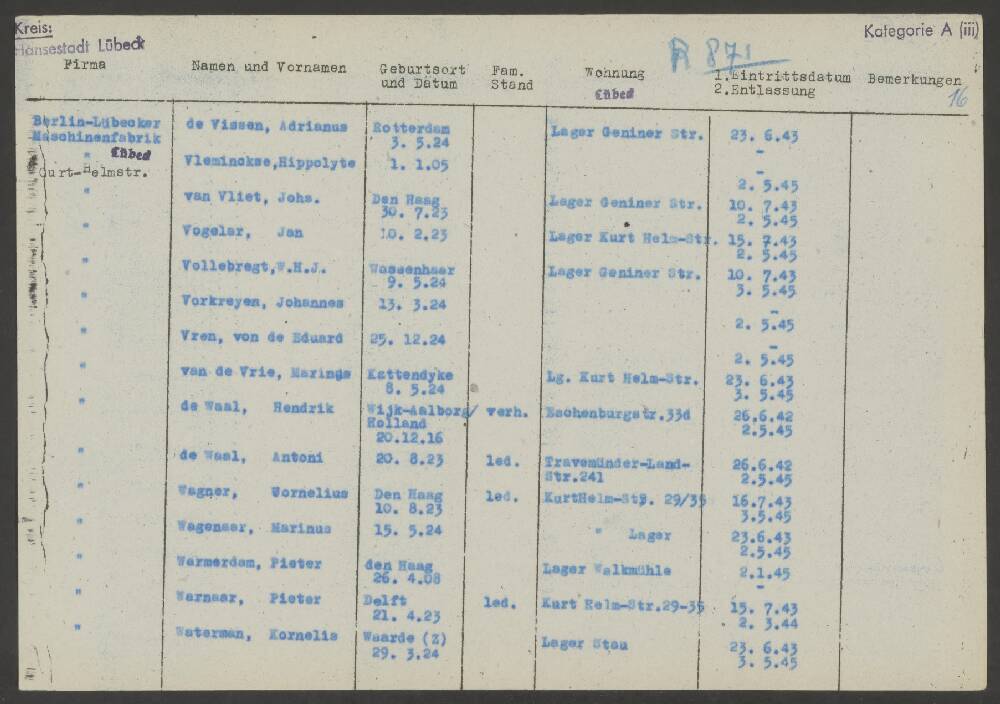 Kreis:
Hansestadt Lübeck
Kategorie A (iii)
R 871
Firma Namen und Vornamen Geburtsort und Datum Fam. Stand Wohnung Lübeck 1.Eintrittsdatum 2.Entlassung Bemerkungen
16
Berlin-Lübecker de Vissen, Adrianus Rotterdam Lager Geniner Str. 23. 6.43
Maschinenfabrik 3. 5.24 -
" Lübeck Vleminckse,Hippolyte 1. 1.05 -
Curt-Helmstr. 2. 5.45
" van Vliet, Johs. Den Haag Lager Geniner Str. 10. 7.43
30. 7.23 2. 5.45
" Vogelar, Jan 10. 2.23 Lager Kurt Helm-Str. 15. 7.43
2. 5.45
" Vollebregt,W.H.J. Wassenhaar Lager Geniner Str. 10. 7.43
9. 5.24 3. 5.45
" Vorkreyen, Johannes 13. 3.24 -
2. 5.45
" Vren, von de Eduard 25. 12.24 -
2. 5.45
" van de Vrie, Marinus Kattendyke Lg. Kurt Helm-Str. 23. 6.43
8. 5.24 3. 5.45
" de Waal, Hendrik Wijk-Aalborg/ verh. Eschenburgstr.33d 26.6.42
Holland 2.5.45
20.12.16
" de Waal, Antoni 20. 8.23 led. Travemünder-Land- 26.6.42
Str.241 2.5.45
" Wagner, Wornelius Den Haag led. KurtHelm-Str. 29/35 16.7.43
10. 8.23 3.5.45
" Wagenaar, Marinus 15. 5.24 " Lager 23.6.43
2.5.45
" Warmerdam, Pieter den Haag Lager Walkmühle 2.1.45
26. 4.08 -
" Warnaar, Pieter Delft led. Kurt Helm-Str.29-35 15. 7.43
21. 4.23 2. 3.44
" Waterman, Kornelis Waarde (Z) Lager Stau 23. 6.43
29. 3.24 3. 5.45